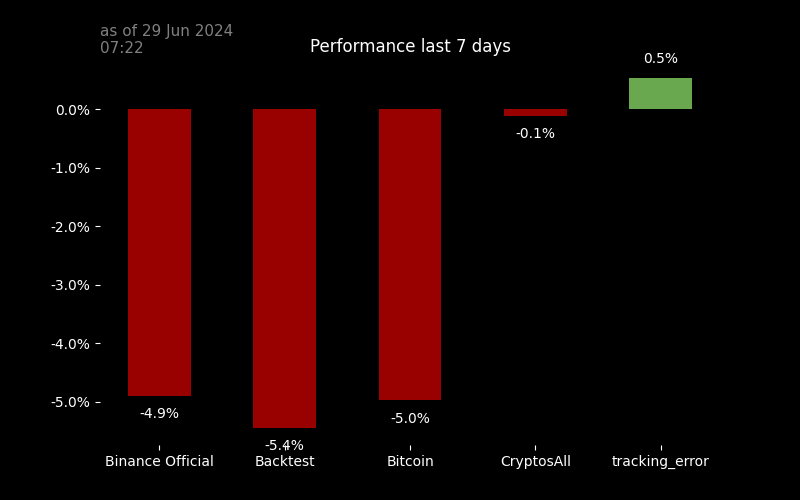 as of 29 Jun 2024
07:22
Performance last 7 days
0.5%
0.0%
-0.1%
-1.0%
-2.0%
-3.0%
-4.0%
-5.0%
-4.9%
-5.0%
-5.4%
Binance Official
Backtest
Bitcoin
CryptosAll
tracking_error